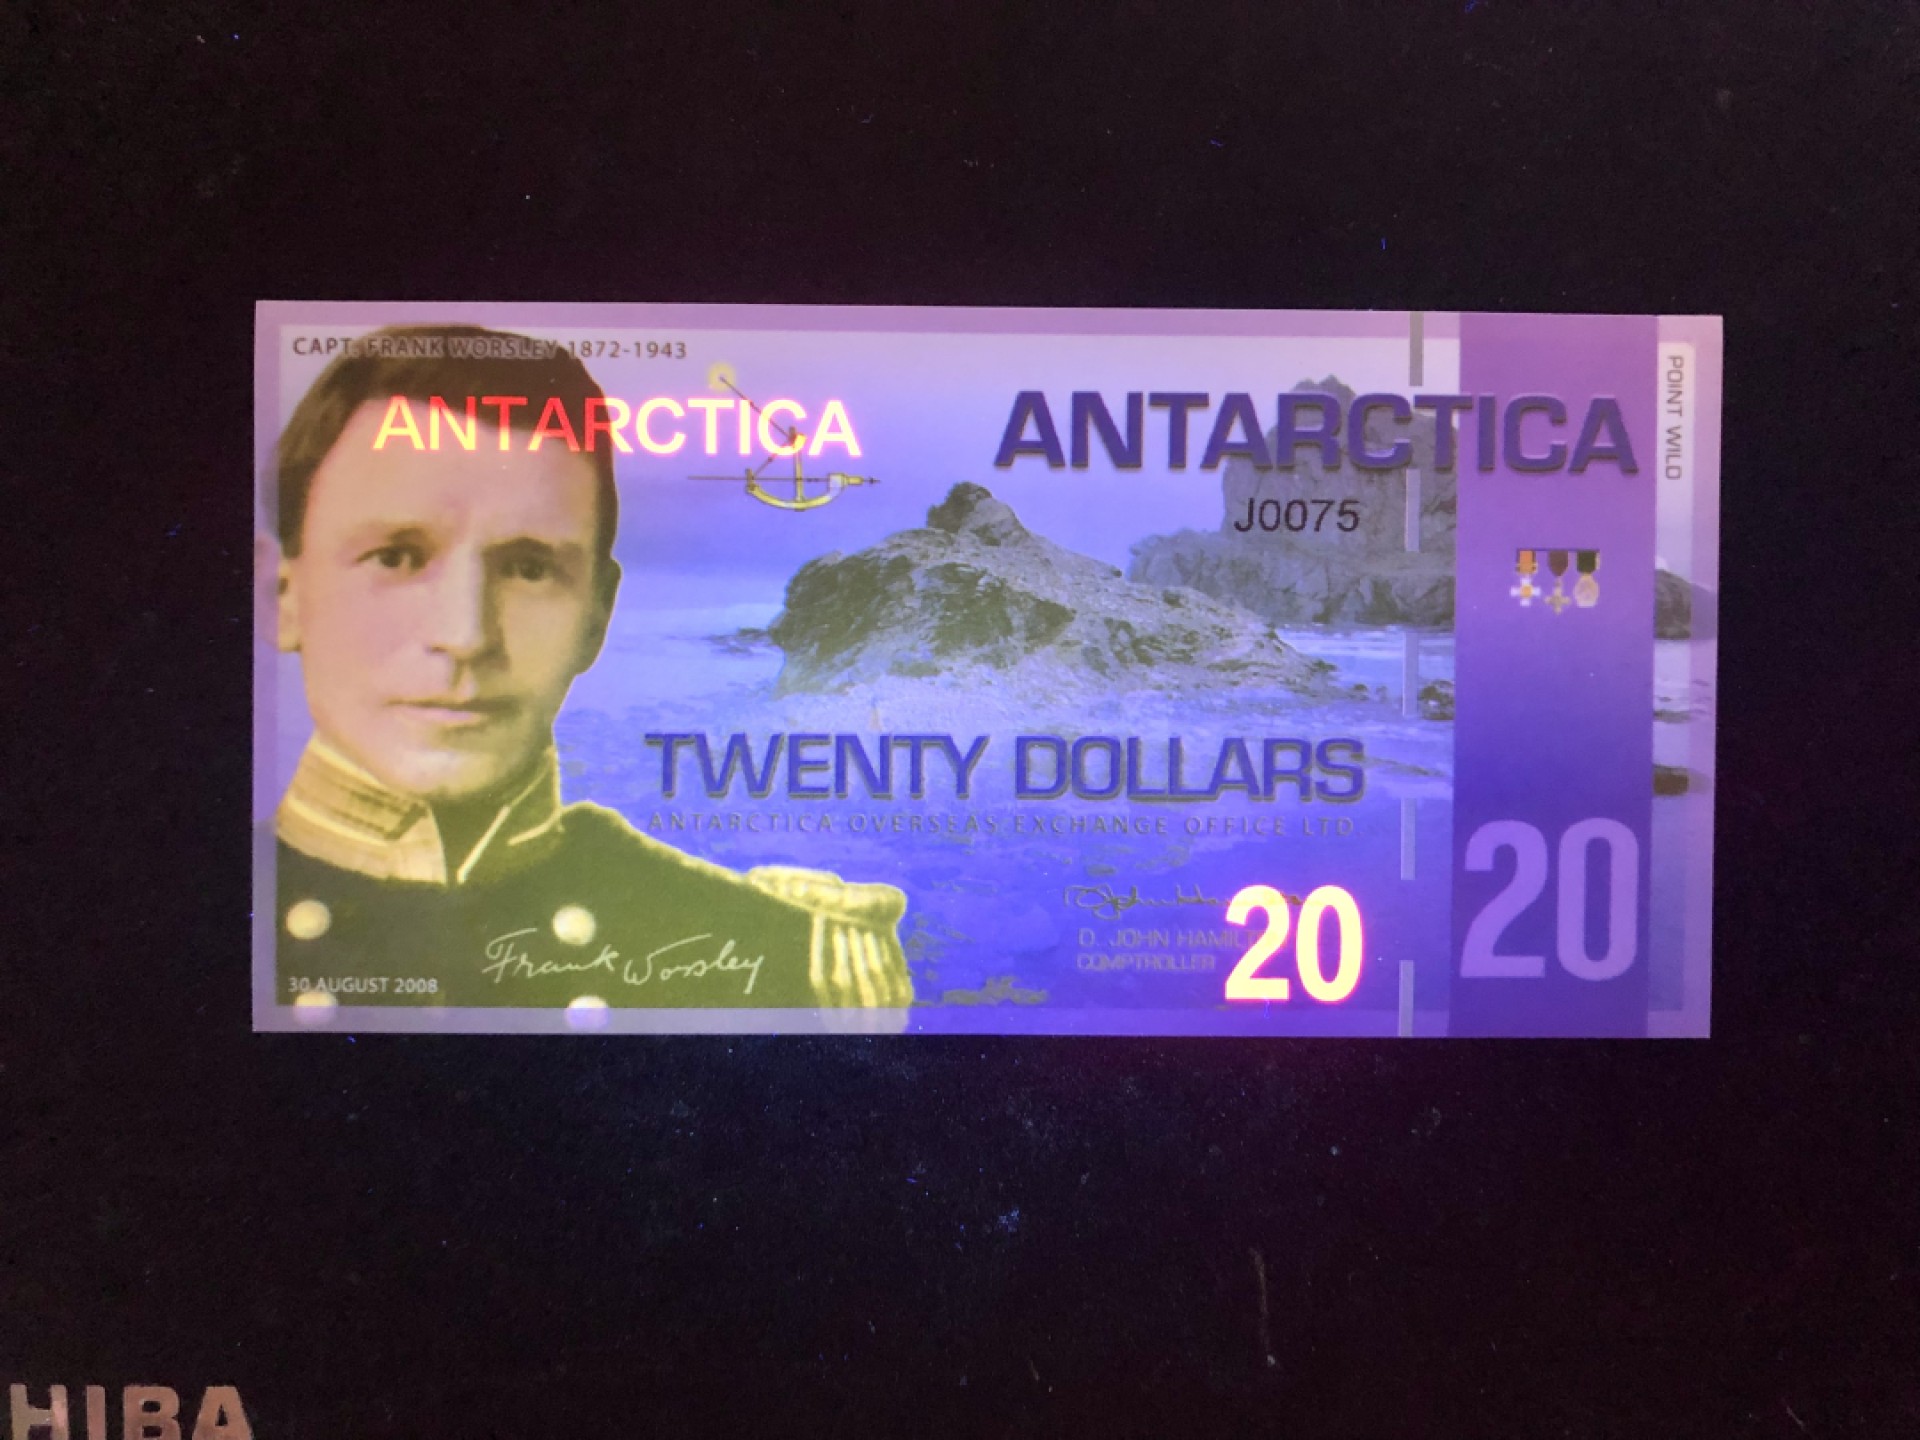 CAPT. FRANK WORSLEY 1872-1943
ANTARCTICA
ANTARCTICA
POINT WILD
J0075
TWENTY DOLLARS
ANTARCTICA OVERSEAS EXCHANGE OFFICE LTD.
20
20
D. JOHN HAMILT
COMPTROLLER
Frank Worsley
30 AUGUST 2008
HIBA